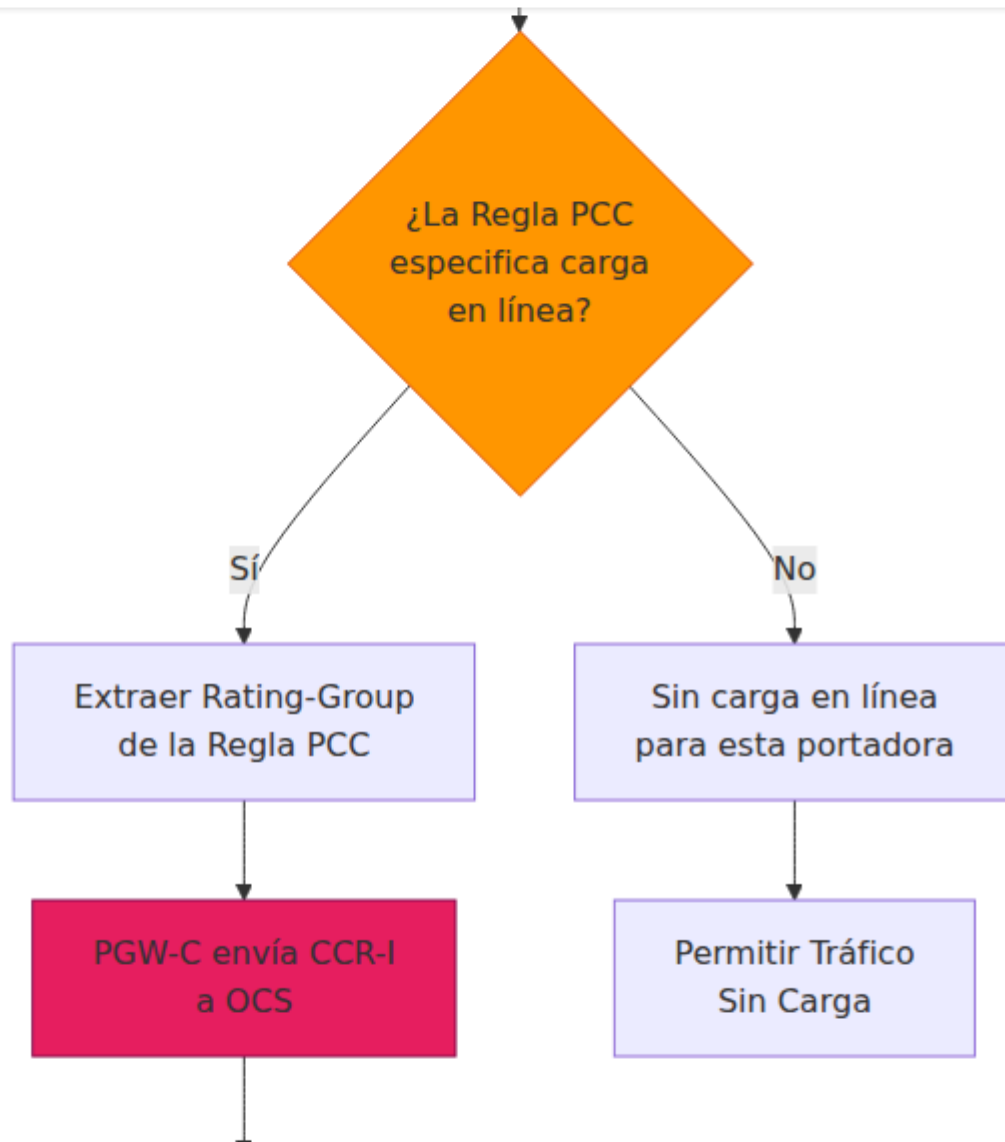 ¿La Regla PCC
especifica carga
en línea?
Sí
No
Extraer Rating-Group
de la Regla PCC
Sin carga en línea
para esta portadora
PGW-C envía CCR-I
a OCS
Permitir Tráfico
Sin Carga